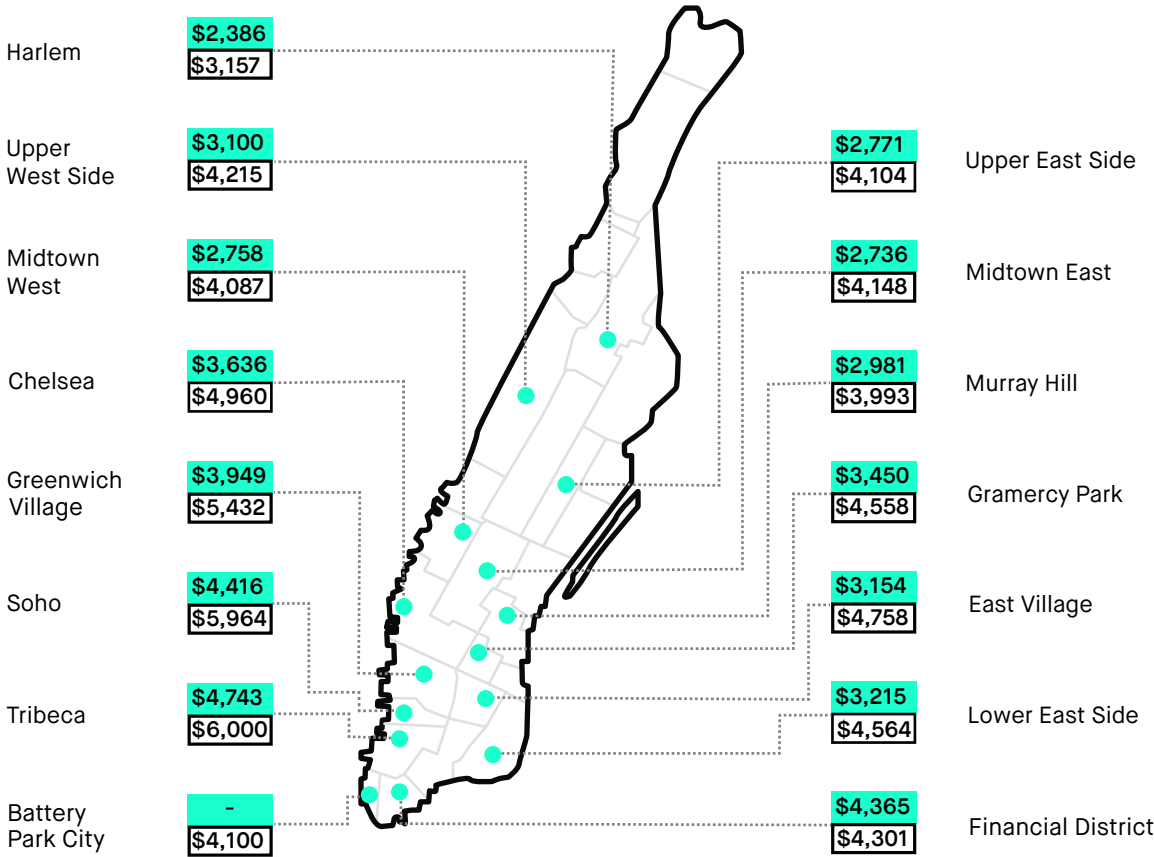 Harlem
$2,386
$3,157
Upper
West Side
$3,100
$4,215
Midtown
West
$2,758
$4,087
Chelsea
$3,636
$4,960
Greenwich
Village
$3,949
$5,432
Soho
$4,416
$5,964
Tribeca
$4,743
$6,000
Battery
Park City
-
$4,100
$2,771
$4,104
Upper East Side
$2,736
$4,148
Midtown East
$2,981
$3,993
Murray Hill
$3,450
$4,558
Gramercy Park
$3,154
$4,758
East Village
$3,215
$4,564
Lower East Side
$4,365
$4,301
Financial District